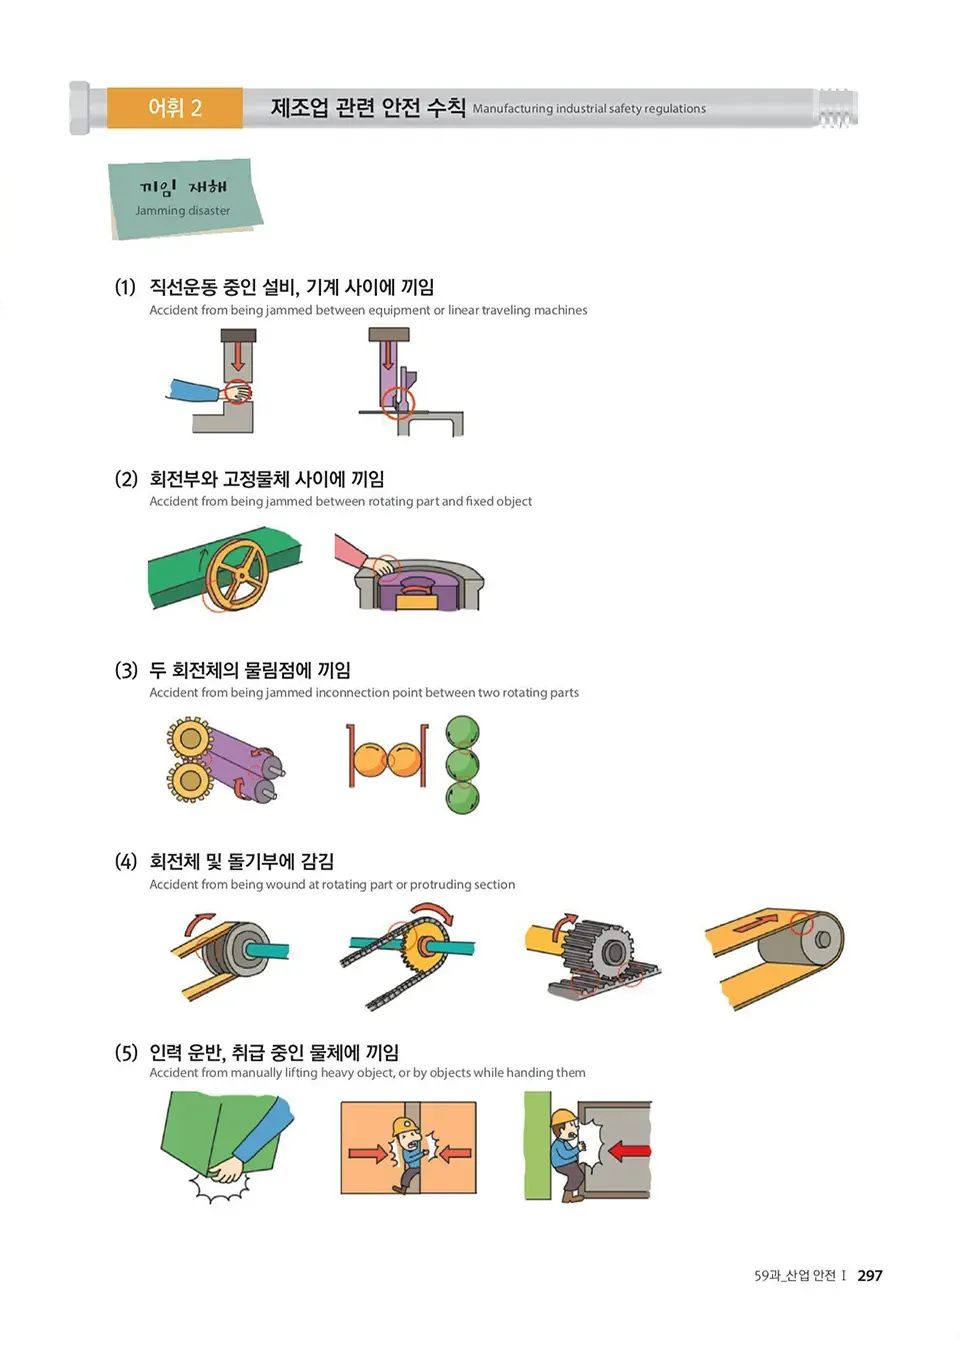 어휘 2
제조업 관련 안전 수칙 Manufacturing industrial safety regulations
끼임 재해
Jamming disaster
(1) 직선운동 중인 설비, 기계 사이에 끼임
Accident from being jammed between equipment or linear traveling machines
(2) 회전부와 고정물체 사이에 끼임
Accident from being jammed between rotating part and fixed object
(3) 두 회전체의 물림점에 끼임
Accident from being jammed inconnection point between two rotating parts
(4) 회전체 및 돌기부에 감김
Accident from being wound at rotating part or protruding section
(5) 인력 운반, 취급 중인 물체에 끼임
Accident from manually lifting heavy object, or by objects while handing them
59과_산업 안전 Ⅰ 297